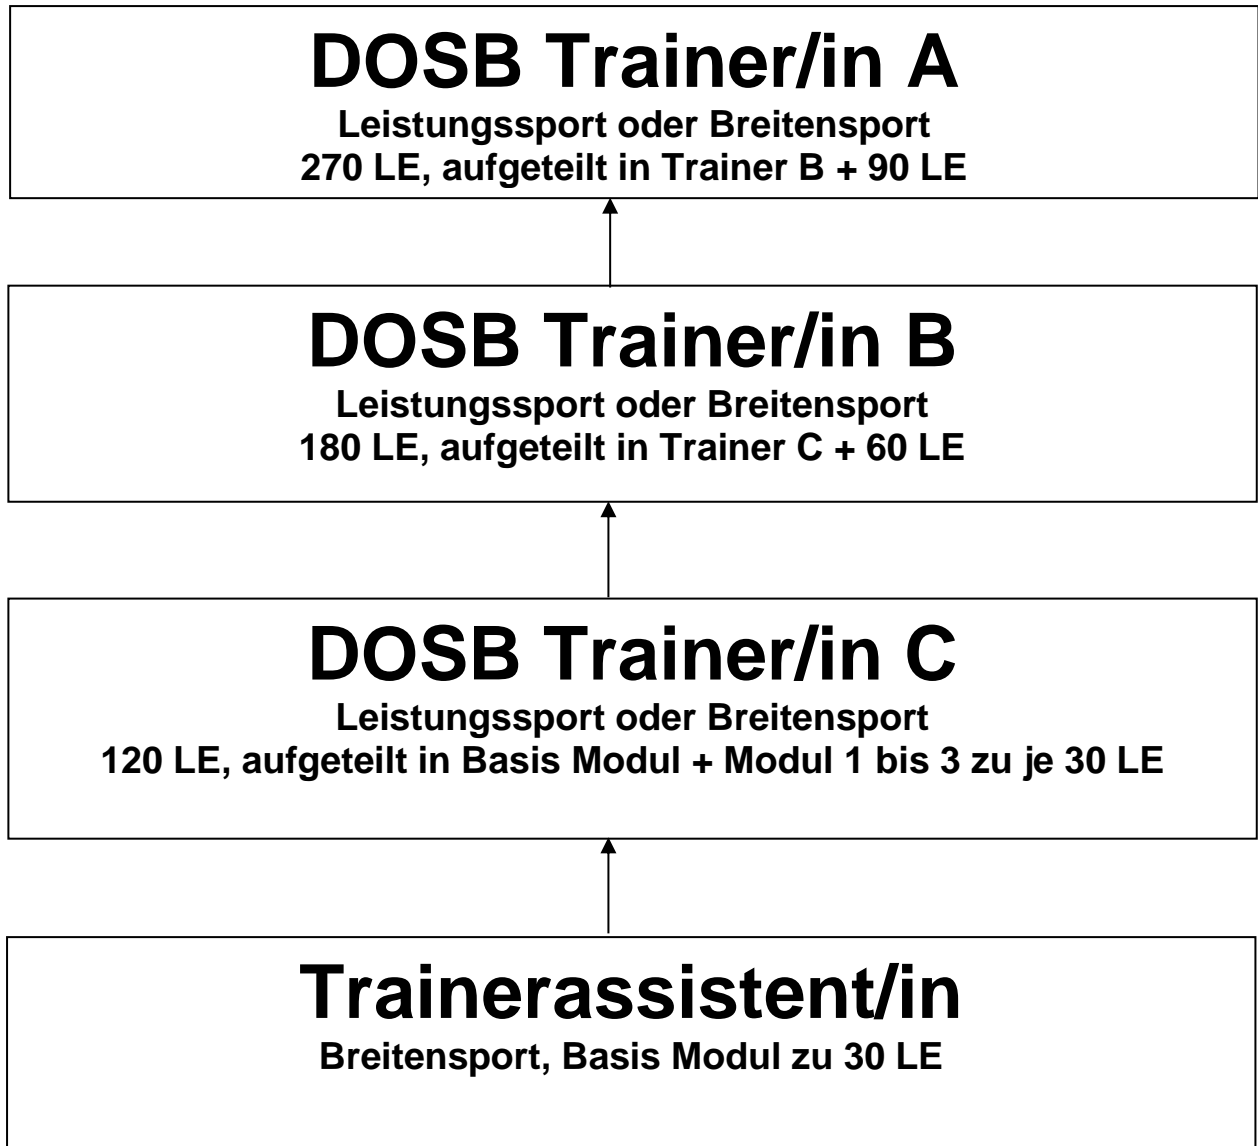 DOSB Trainer/in A
Leistungssport oder Breitensport
270 LE, aufgeteilt in Trainer B + 90 LE
DOSB Trainer/in B
Leistungssport oder Breitensport
180 LE, aufgeteilt in Trainer C + 60 LE
DOSB Trainer/in C
Leistungssport oder Breitensport
120 LE, aufgeteilt in Basis Modul + Modul 1 bis 3 zu je 30 LE
Trainerassistent/in
Breitensport, Basis Modul zu 30 LE